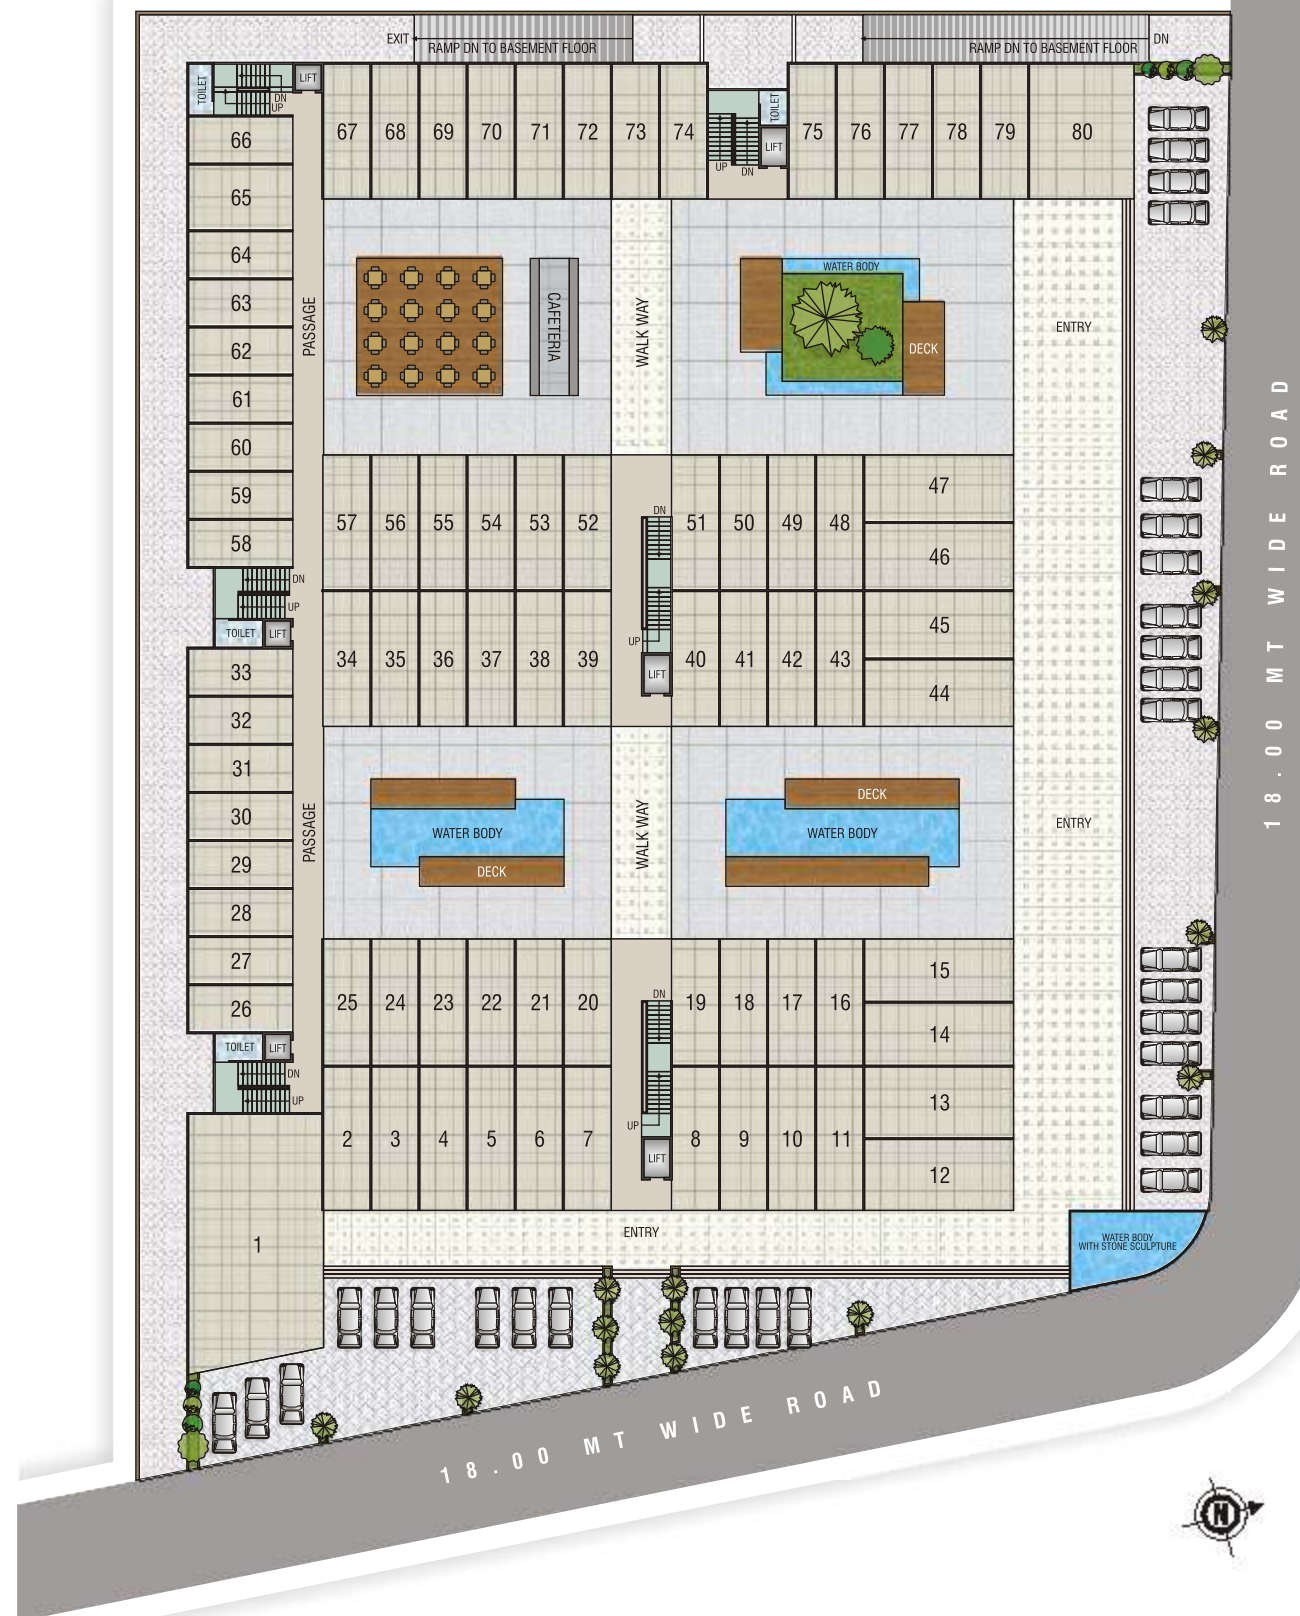 EXIT
RAMP DN TO BASEMENT FLOOR
RAMP DN TO BASEMENT FLOOR
DN
TOILET
DN
UP
LIFT
67 68 69 70 71 72 73 74
UP
DN
TOILET
LIFT
75 76 77 78 79 80
66
65
64
63
62
61
60
59
58
PASSAGE
CAFETERIA
WALK WAY
WATER BODY
DECK
ENTRY
57 56 55 54 53 52
DN
51 50 49 48
47
46
DN
UP
TOILET
LIFT
34 35 36 37 38 39
UP
LIFT
40 41 42 43
45
44
33
32
31
30
29
28
27
26
PASSAGE
WATER BODY
DECK
WALK WAY
DECK
WATER BODY
ENTRY
18.00 MT WIDE ROAD
25 24 23 22 21 20
DN
19 18 17 16
15
14
TOILET
LIFT
DN
UP
2 3 4 5 6 7
UP
LIFT
8 9 10 11
13
12
1
ENTRY
WATER BODY
WITH STONE SCULPTURE
18.00 MT WIDE ROAD
N